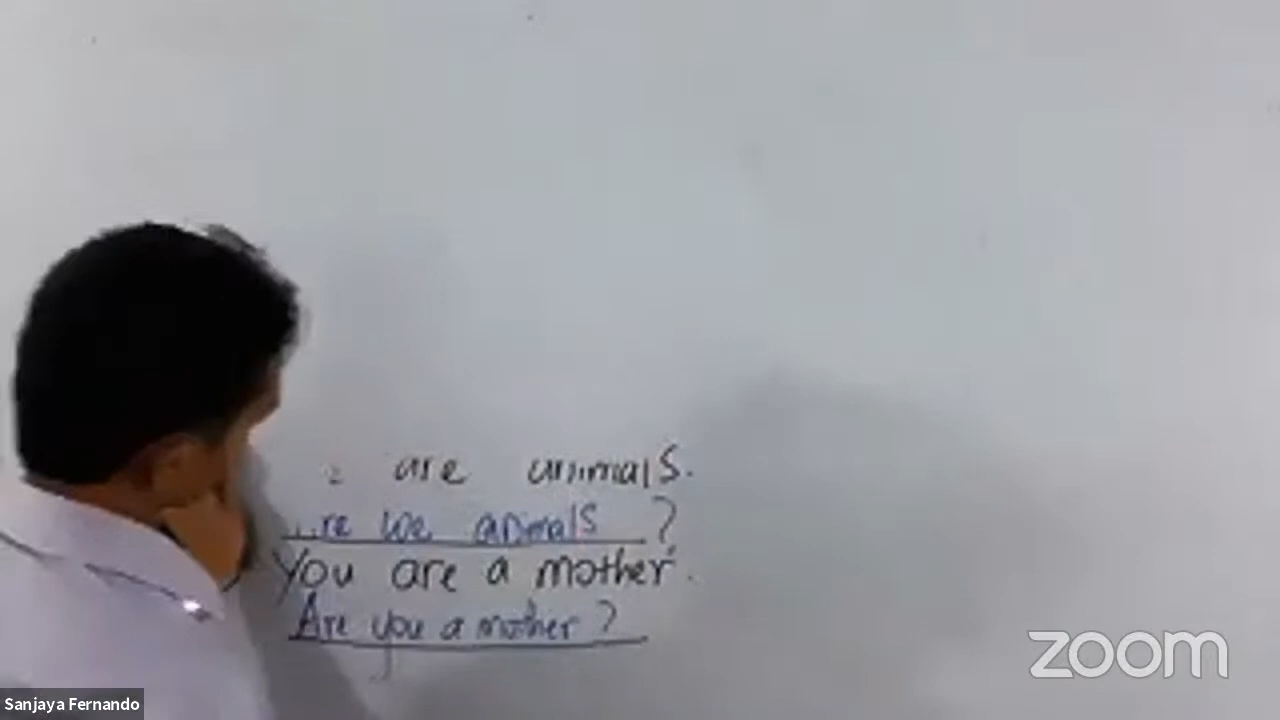 are animals.
we animals ?
You are a mother.
Are you a mother ?
zoom
Sanjaya Fernando